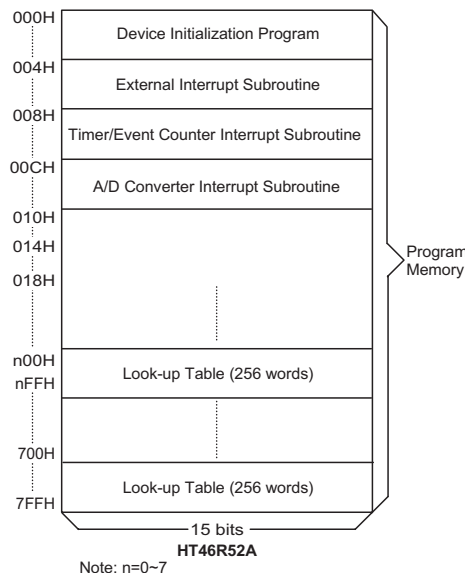 000H
Device Initialization Program
004H
External Interrupt Subroutine
008H
Timer/Event Counter Interrupt Subroutine
00CH
A/D Converter Interrupt Subroutine
010H
014H
018H
Program
Memory
n00H
Look-up Table (256 words)
nFFH
700H
Look-up Table (256 words)
7FFH
15 bits
HT46R52A
Note: n=0~7